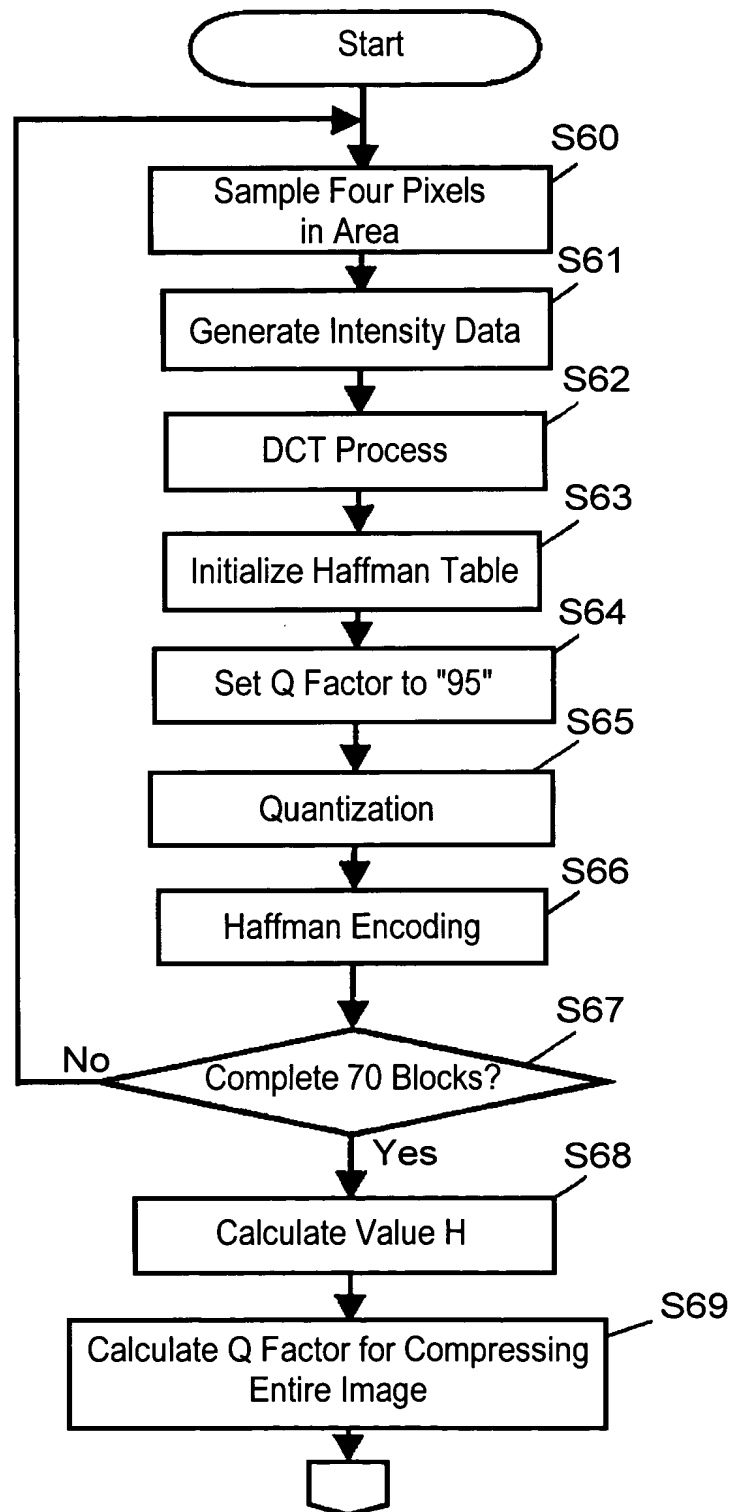 Start
S60
Sample Four Pixels
in Area
S61
Generate Intensity Data
S62
DCT Process
S63
Initialize Haffman Table
S64
Set Q Factor to "95"
S65
Quantization
S66
Haffman Encoding
S67
No
Complete 70 Blocks?
Yes
S68
Calculate Value H
S69
Calculate Q Factor for Compressing
Entire Image